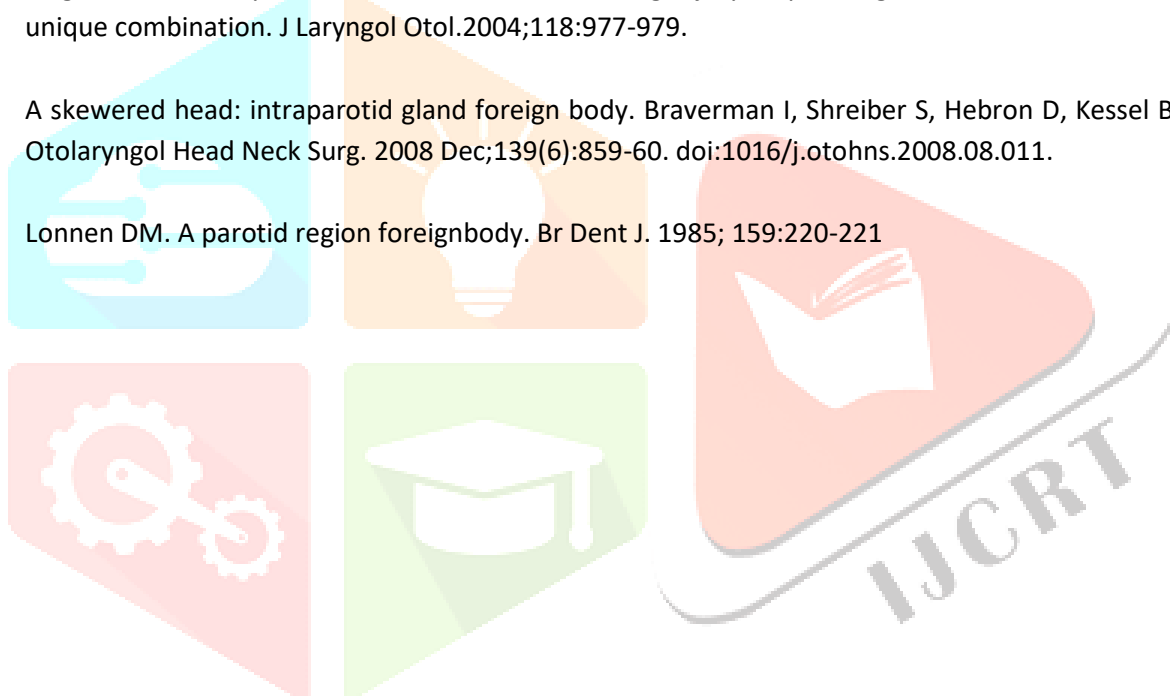 unique combination. J Laryngol Otol.2004;118:977-979.
A skewered head: intraparotid gland foreign body. Braverman I, Shreiber S, Hebron D, Kessel B
Otolaryngol Head Neck Surg. 2008 Dec;139(6):859-60. doi:1016/j.otohns.2008.08.011.
Lonnen DM. A parotid region foreignbody. Br Dent J. 1985; 159:220-221
IJCRT